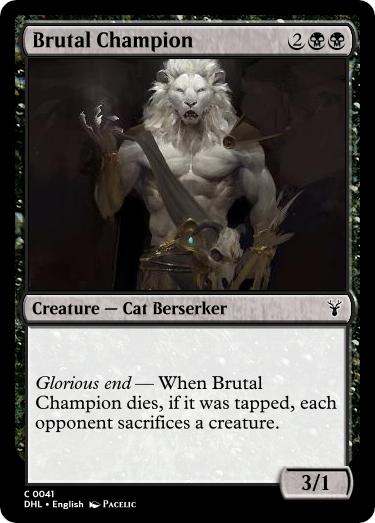 Brutal Champion 2
Creature — Cat Berserker
Glorious end — When Brutal
Champion dies, if it was tapped, each
opponent sacrifices a creature.
3/1
C 0041
DHL • English Pacelic